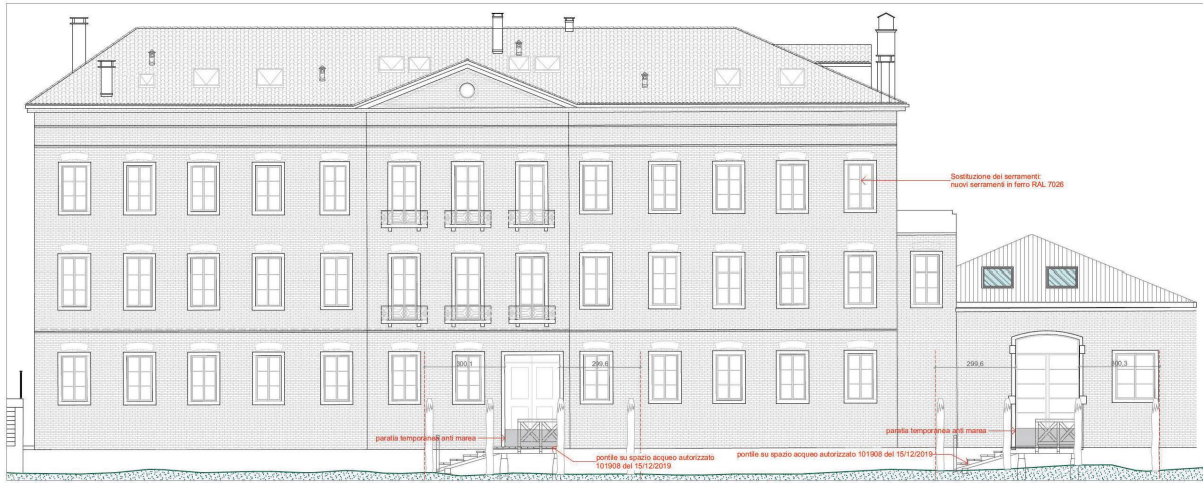 Sostituzione dei serramenti:
nuovi serramenti in ferro RAL 7026
300,1
299,6
299,6
300,3
paratia temporanea anti marea
paratia temporanea anti marea
pontile su spazio acqueo autorizzato
101908 del 15/12/2019
pontile su spazio acqueo autorizzato 101908 del 15/12/2019